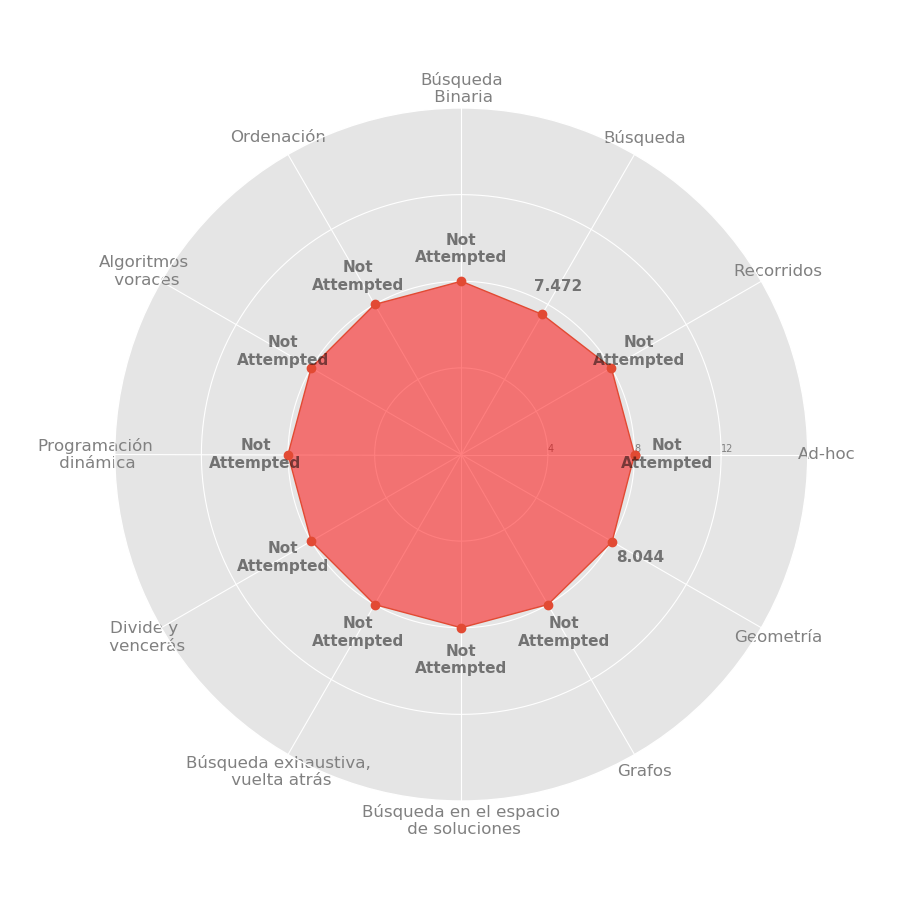 Búsqueda
Binaria
Ordenación
Búsqueda
Not
Attempted
Algoritmos
voraces
Not
Attempted
7.472
Recorridos
Not
Attempted
Not
Attempted
Programación
dinámica
Not
Attempted
4
8
12
Not
Attempted
Ad-hoc
Not
Attempted
8.044
Divide y
vencerás
Not
Attempted
Not
Attempted
Not
Attempted
Geometría
Búsqueda exhaustiva,
vuelta atrás
Grafos
Búsqueda en el espacio
de soluciones